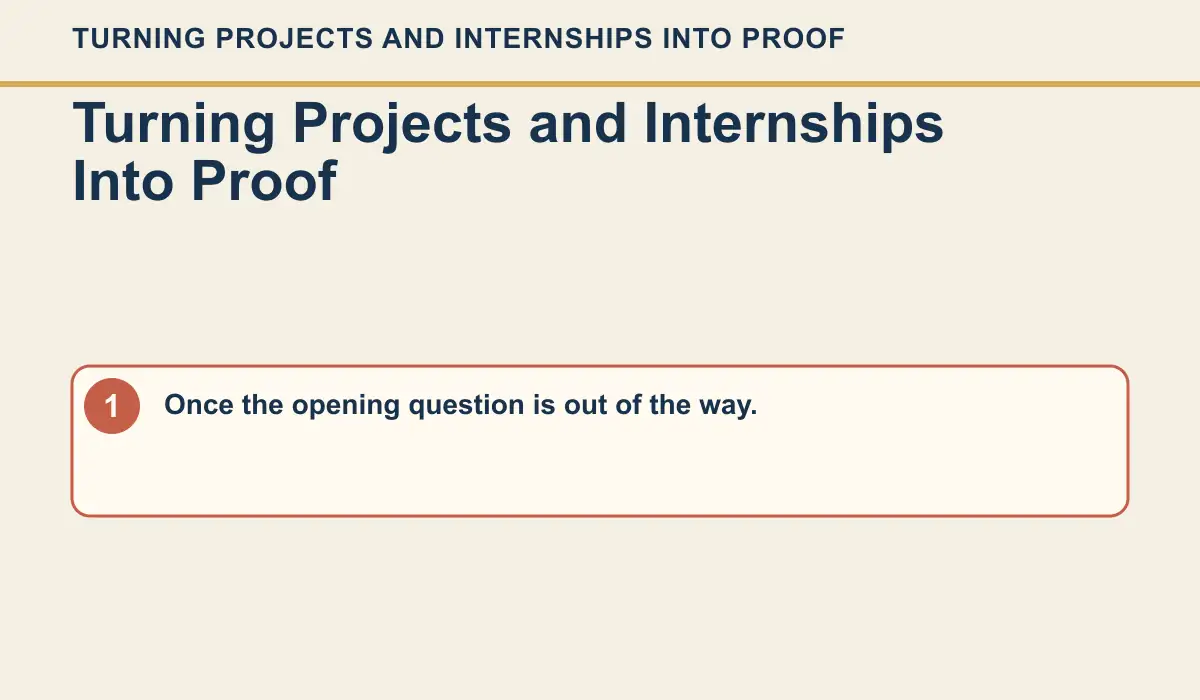 TURNING PROJECTS AND INTERNSHIPS INTO PROOF
Turning Projects and Internships
Into Proof
1
Once the opening question is out of the way.